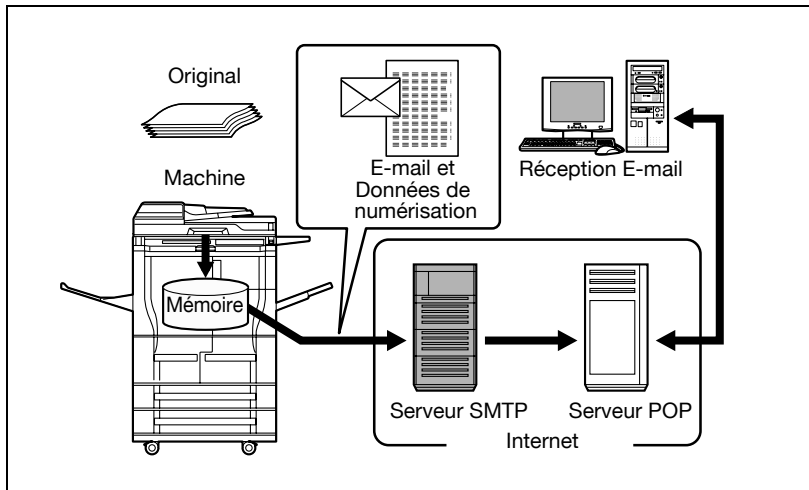 Original
Machine
Mémoire
E-mail et
Données de
numérisation
Réception E-mail
Serveur SMTP
Serveur POP
Internet